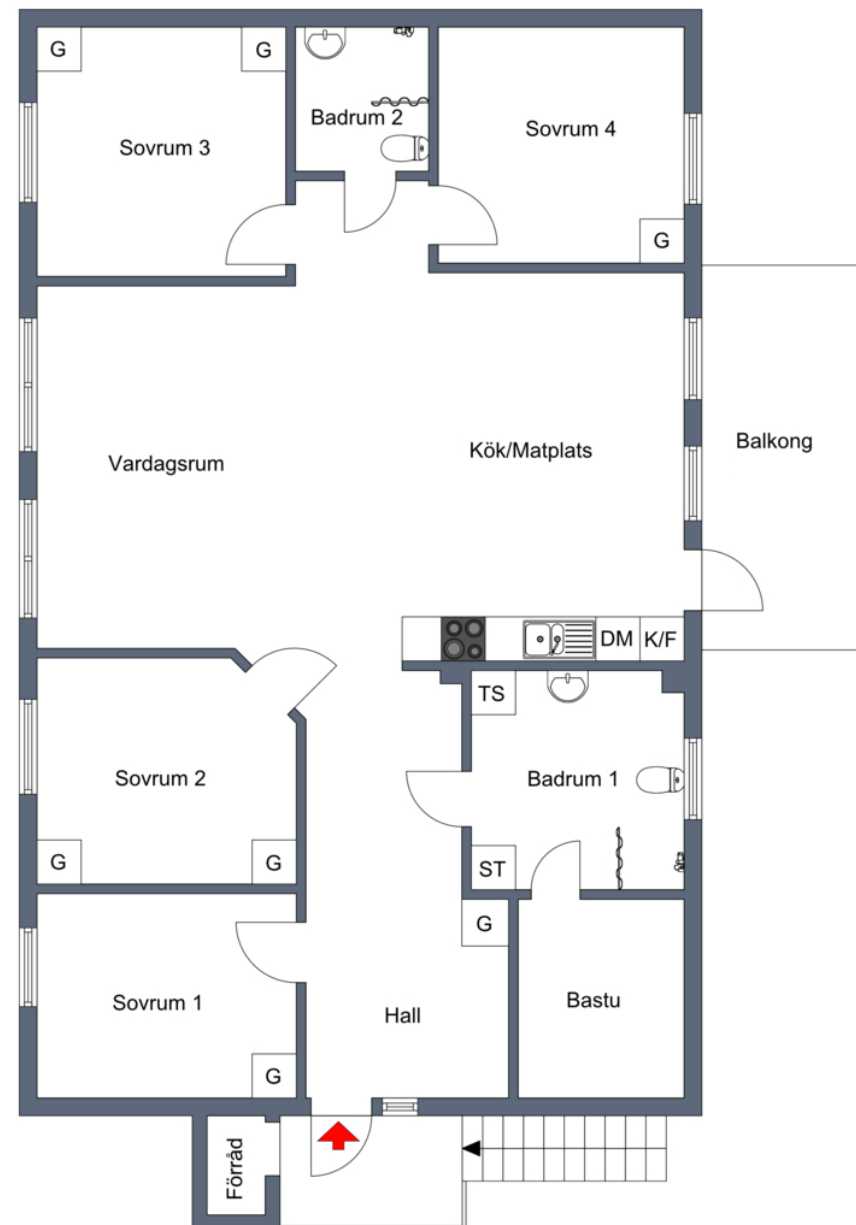 G
G
Badrum 2
Sovrum 3
Sovrum 4
G
Vardagsrum
Kök/Matplats
Balkong
DM
K/F
TS
Sovrum 2
Badrum 1
G
G
ST
G
Sovrum 1
Hall
Bastu
G
Förråd